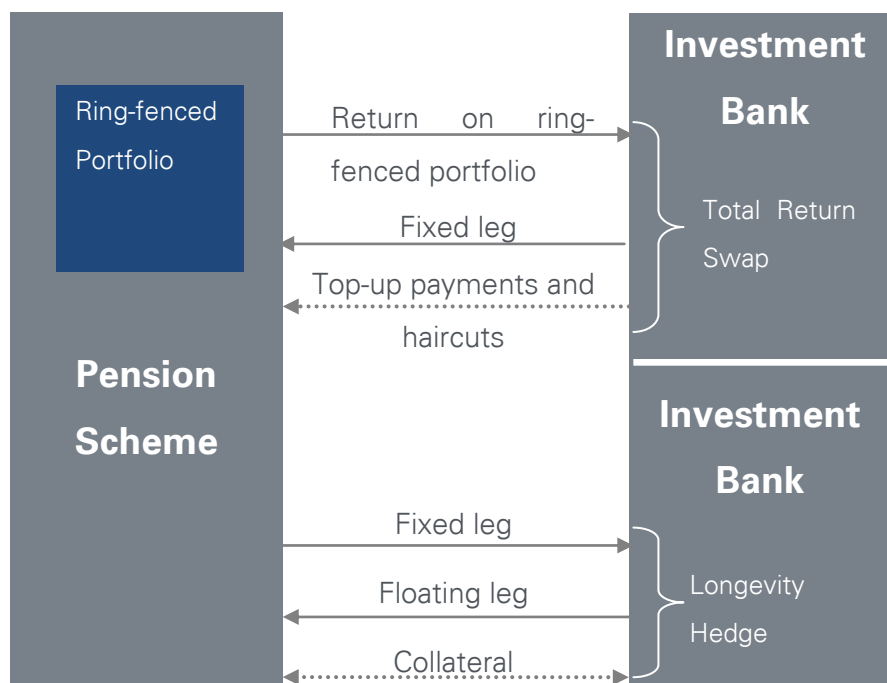 Ring-fenced
Portfolio
Pension
Scheme
Return on ring-
fenced portfolio
Fixed leg
Top-up payments and
haircuts
Investment
Bank
Total Return
Swap
Fixed leg
Floating leg
Collateral
Investment
Bank
Longevity
Hedge